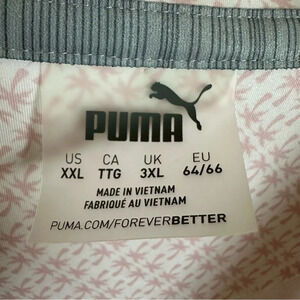 PUMA
US CA UK EU
XXL TTG 3XL 64/66
MADE IN VIETNAM
FABRIQUÉ AU VIETNAM
PUMA.COM/FOREVERBETTER